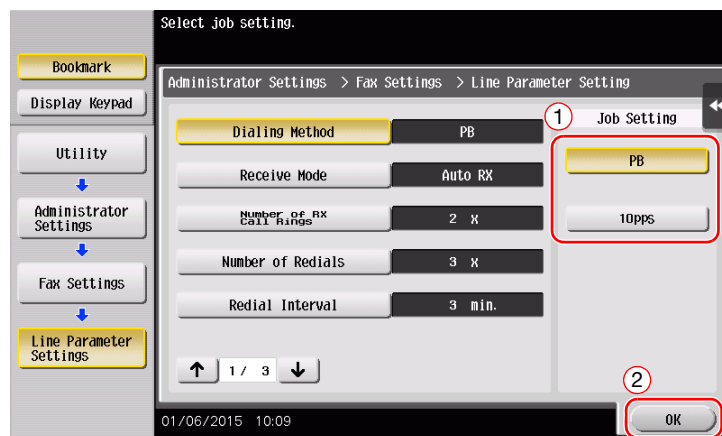 Select job setting.
Bookmark
Display Keypad
Utility
Administrator
Settings
Fax Settings
Line Parameter
Settings
Administrator Settings > Fax Settings > Line Parameter Setting
Dialing Method PB
Receive Mode Auto RX
Number of RX
Call Rings 2 X
Number of Redials 3 X
Redial Interval 3 min.
↑ 1/ 3 ↓
1 Job Setting
PB
10pps
2
01/06/2015 10:09
OK